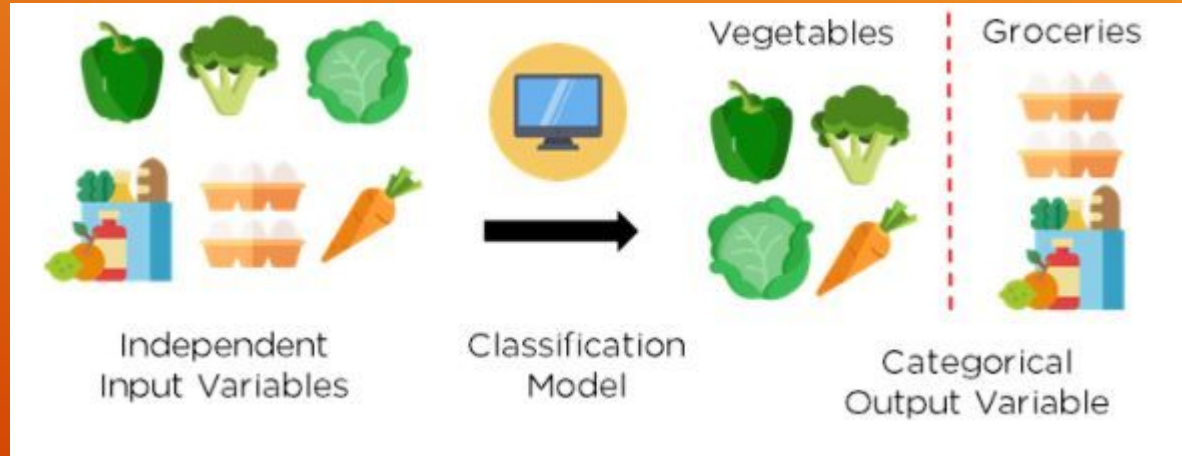 Vegetables
Groceries
Independent
Input Variables
Classification
Model
Categorical
Output Variable